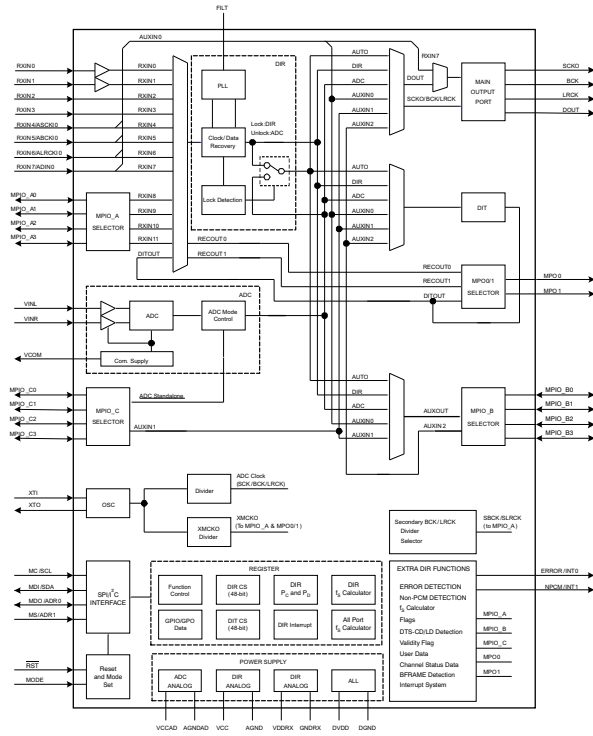 FILT
AUXIN0
RXIN0
RXIN1
RXIN2
RXIN3
RXIN4/ASCKI0
RXIN5/ABCKI0
RXIN6/ALRCKI0
RXIN7/ADIN0
RXIN0
RXIN1
RXIN2
RXIN3
RXIN4
RXIN5
RXIN6
RXIN7
DIR
PLL
Clock/Data
Recovery
Lock:DIR
Unlock:ADC
Lock Detection
AUTO
DIR
ADC
AUXIN0
AUXIN1
AUXIN2
RXIN7
DOUT
SCKO/BCK/LRCK
MAIN
OUTPUT
PORT
SCKO
BCK
LRCK
DOUT
MPIO_A0
MPIO_A1
MPIO_A2
MPIO_A3
MPIO_A
SELECTOR
RXIN8
RXIN9
RXIN10
RXIN11
DITOUT
RECOUT0
RECOUT1
AUTO
DIR
ADC
AUXIN0
AUXIN1
AUXIN2
DIT
RECOUT0
RECOUT1
DITOUT
MPO0/1
SELECTOR
MPO0
MPO1
VINL
VINR
VCOM
ADC
ADC
ADC Mode
Control
Com. Supply
MPIO_C0
MPIO_C1
MPIO_C2
MPIO_C3
MPIO_C
SELECTOR
ADC Standalone
AUXIN1
AUTO
DIR
ADC
AUXIN0
AUXIN1
AUXOUT
AUXIN2
MPIO_B
SELECTOR
MPIO_B0
MPIO_B1
MPIO_B2
MPIO_B3
XTI
XTO
OSC
Divider
ADC Clock
(SCK/BCK/LRCK)
XMCKO
Divider
XMCKO
(To MPIO_A & MPO0/1)
Secondary BCK/LRCK
Divider
Selector
SBCK/SLRCK
(to MPIO_A)
MC/SCL
MDI/SDA
MDO/ADR0
MS/ADR1
SPI/I2C
INTERFACE
REGISTER
Function
Control
DIR CS
(48-bit)
DIR
PC and PD
DIR
fS Calculator
GPIO/GPO
Data
DIT CS
(48-bit)
DIR Interrupt
All Port
fS Calculator
EXTRA DIR FUNCTIONS
ERROR DETECTION
Non-PCM DETECTION
fS Calculator
Flags
DTS-CD/LD Detection
Validity Flag
User Data
Channel Status Data
BFRAME Detection
Interrupt System
ERROR/INT0
NPCM/INT1
MPIO_A
MPIO_B
MPIO_C
MPO0
MPO1
RST
MODE
Reset
and Mode
Set
POWER SUPPLY
ADC
ANALOG
DIR
ANALOG
DIR
ANALOG
ALL
VCCAD
AGNDAD
VCC
AGND
VDDRX
GNDRX
DVDD
DGND